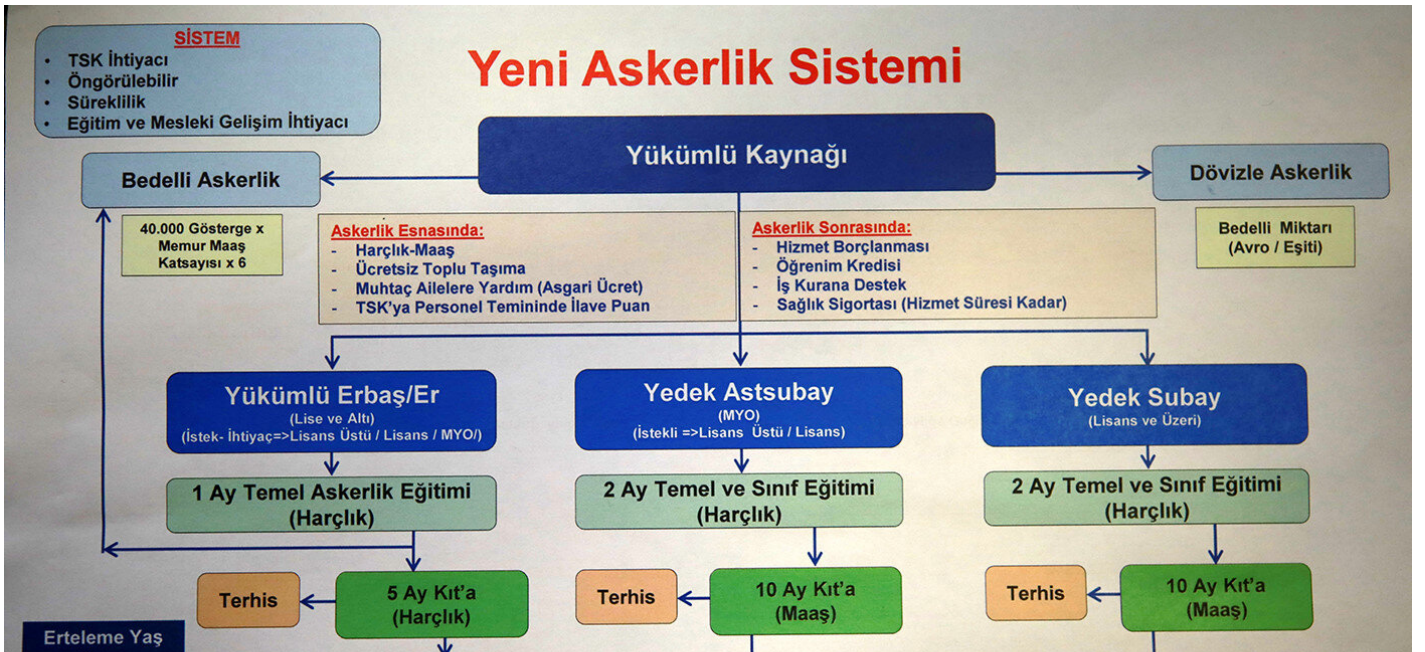 SİSTEM
• TSK İhtiyacı
• Öngörülebilir
• Süreklilik
• Eğitim ve Mesleki Gelişim İhtiyacı
Yeni Askerlik Sistemi
Yükümlü Kaynağı
Bedelli Askerlik
Dövizle Askerlik
40.000 Gösterge x
Memur Maaş
Katsayısı x 6
Askerlik Esnasında:
- Harçlık-Maaş
- Ücretsiz Toplu Taşıma
- Muhtaç Ailelere Yardım (Asgari Ücret)
- TSK'ya Personel Temininde İlave Puan
Askerlik Sonrasında:
- Hizmet Borçlanması
- Öğrenim Kredisi
- İş Kurana Destek
- Sağlık Sigortası (Hizmet Süresi Kadar)
Bedelli Miktarı
(Avro / Eşiti)
Yükümlü Erbaş/Er
(Lise ve Altı)
(İstek- İhtiyaç=>Lisans Üstü / Lisans / MYO/)
Yedek Astsubay
(MYO)
(İstekli =>Lisans Üstü / Lisans)
Yedek Subay
(Lisans ve Üzeri)
1 Ay Temel Askerlik Eğitimi
(Harçlık)
2 Ay Temel ve Sınıf Eğitimi
(Harçlık)
2 Ay Temel ve Sınıf Eğitimi
(Harçlık)
Terhis
5 Ay Kıt'a
(Harçlık)
Terhis
10 Ay Kıt'a
(Maaş)
Terhis
10 Ay Kıt'a
(Maaş)
Erteleme Yaş